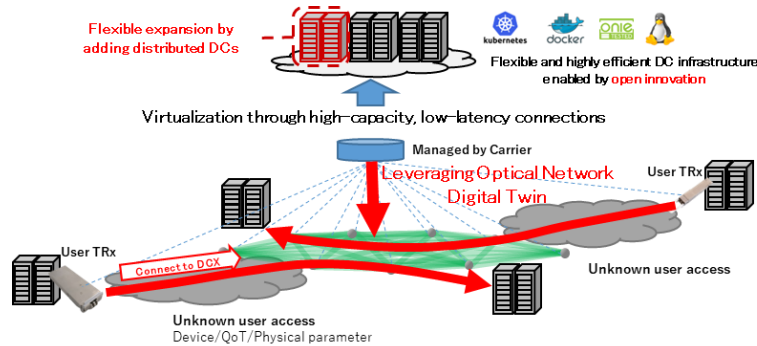 Flexible expansion by
adding distributed DCs
kubernetes
docker
onie
Flexible and highly efficient DC infrastructure
enabled by open innovation
Virtualization through high-capacity, low-latency connections
Managed by Carrier
Leveraging Optical Network
Digital Twin
User TRx
User TRx
Connect to DCX
Unknown user access
Unknown user access
Device/QoT/Physical parameter